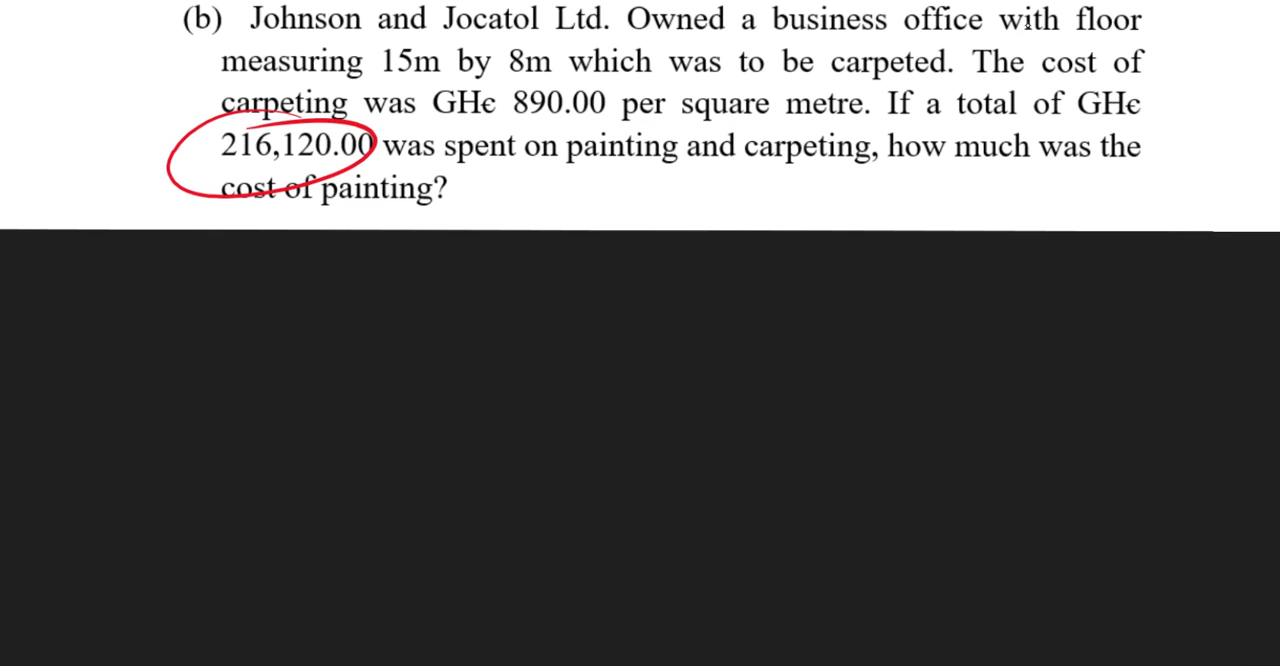 (b) Johnson and Jocatol Ltd. Owned a business office with floor
measuring 15m by 8m which was to be carpeted. The cost of
carpeting was GH¢ 890.00 per square metre. If a total of GH¢
216,120.00 was spent on painting and carpeting, how much was the
cost of painting?